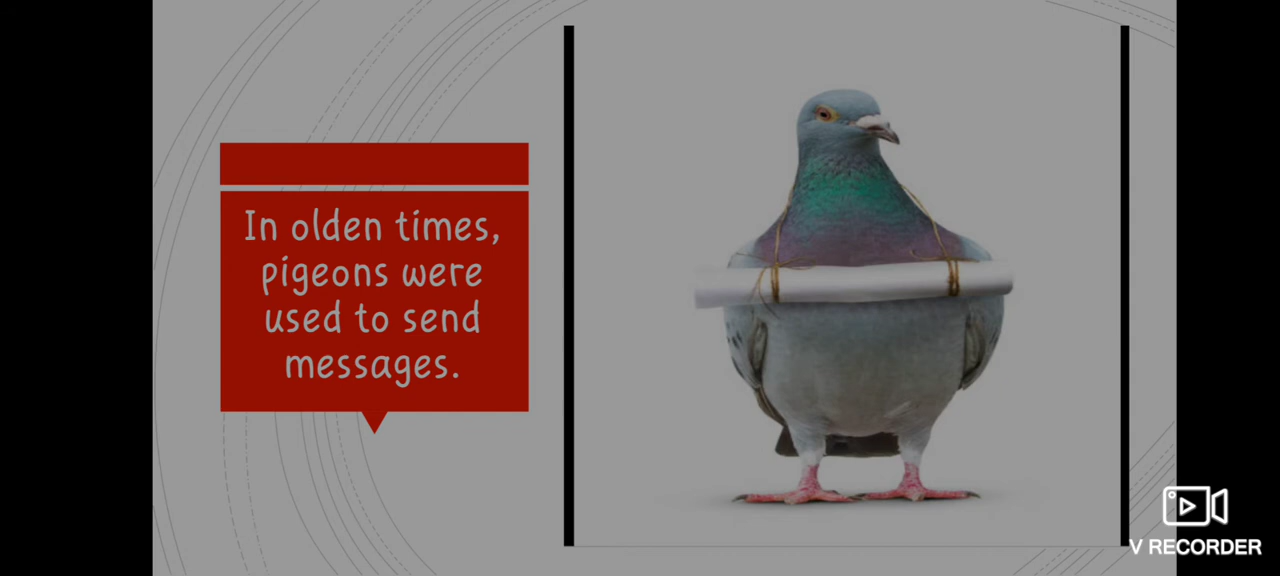 In olden times,
pigeons were
used to send
messages.
V RECORDER